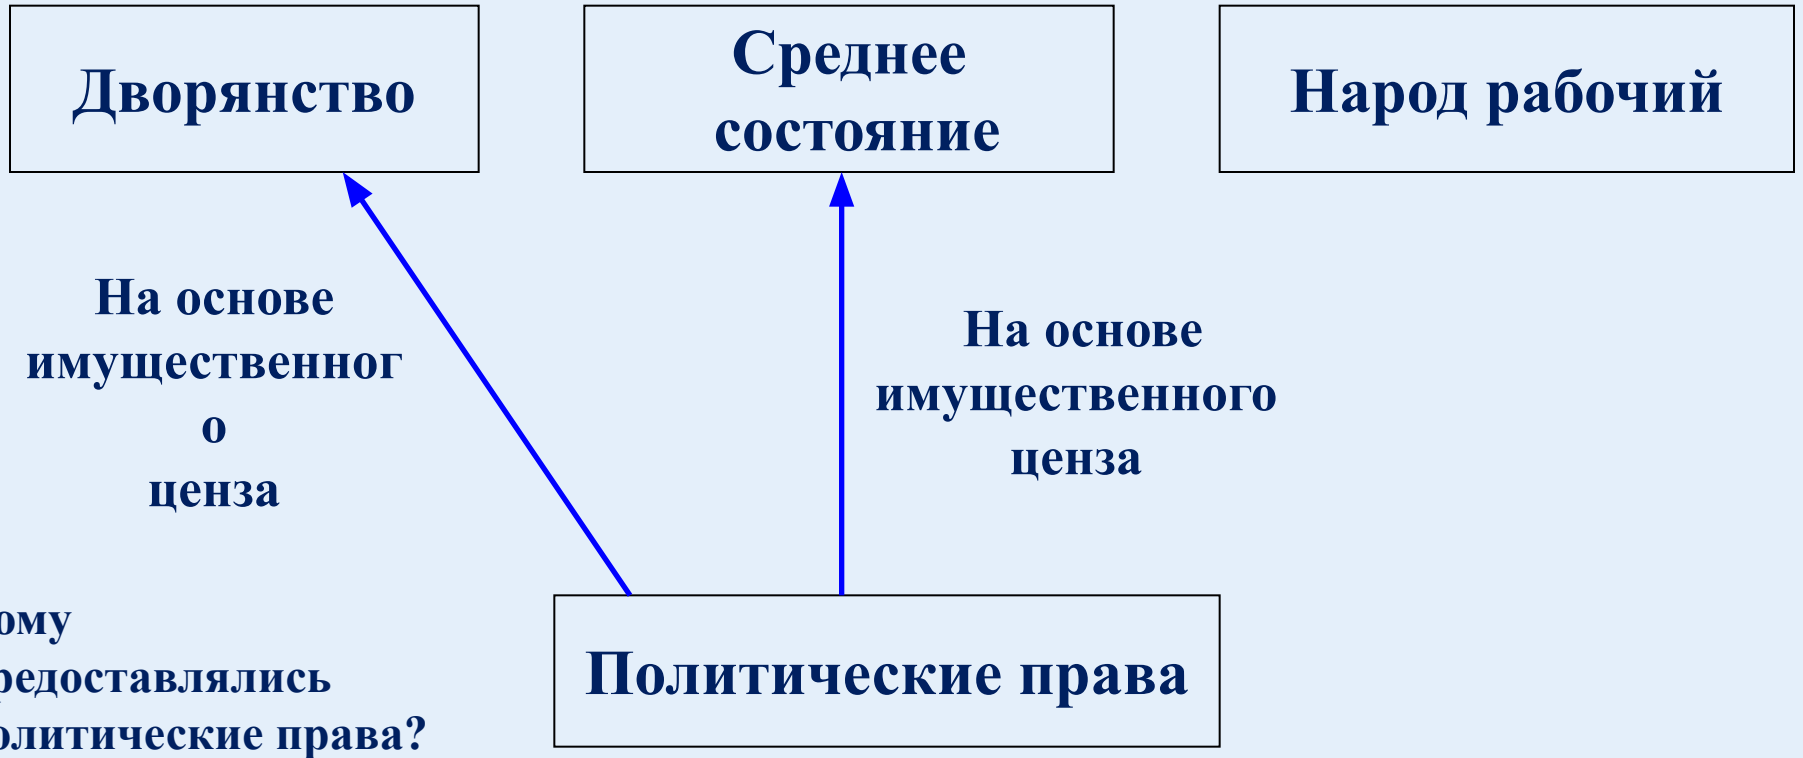 Дворянство
Среднее
состояние
Народ рабочий
На основе
имущественног
о
ценза
На основе
имущественного
ценза
ому
редоставлялись
олитические права?
Политические права